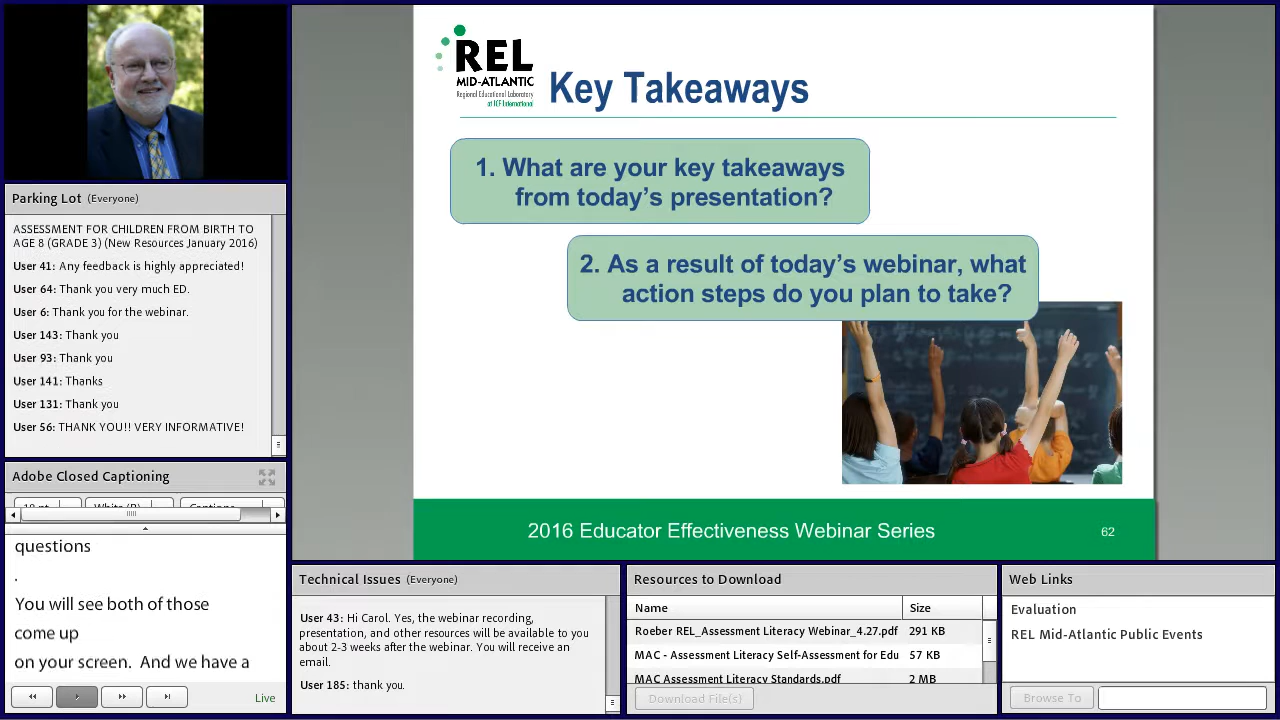 Parking Lot (Everyone)
ASSESSMENT FOR CHILDREN FROM BIRTH TO
AGE 8 (GRADE 3) (New Resources January 2016)
User 41: Any feedback is highly appreciated!
User 64: Thank you very much ED.
User 6: Thank you for the webinar.
User 143: Thank you
User 93: Thank you
User 141: Thanks
User 131: Thank you
User 56: THANK YOU!! VERY INFORMATIVE!
Adobe Closed Captioning
18 pt
White (B)
Captions
questions
.
You will see both of those
come up
on your screen. And we have a
Live
REL
MID-ATLANTIC
Regional Educational Laboratory
at ICF International
Key Takeaways
1. What are your key takeaways
from today's presentation?
2. As a result of today's webinar, what
action steps do you plan to take?
2016 Educator Effectiveness Webinar Series
62
Technical Issues (Everyone)
User 43: Hi Carol. Yes, the webinar recording,
presentation, and other resources will be available to you
about 2-3 weeks after the webinar. You will receive an
email.
User 185: thank you.
Resources to Download
Name Size
Roeber REL_Assessment Literacy Webinar_4.27.pdf 291 KB
MAC - Assessment Literacy Self-Assessment for Edu 57 KB
MAC Assessment Literacy Standards.pdf 2 MB
Download File(s)
Web Links
Evaluation
REL Mid-Atlantic Public Events
Browse To